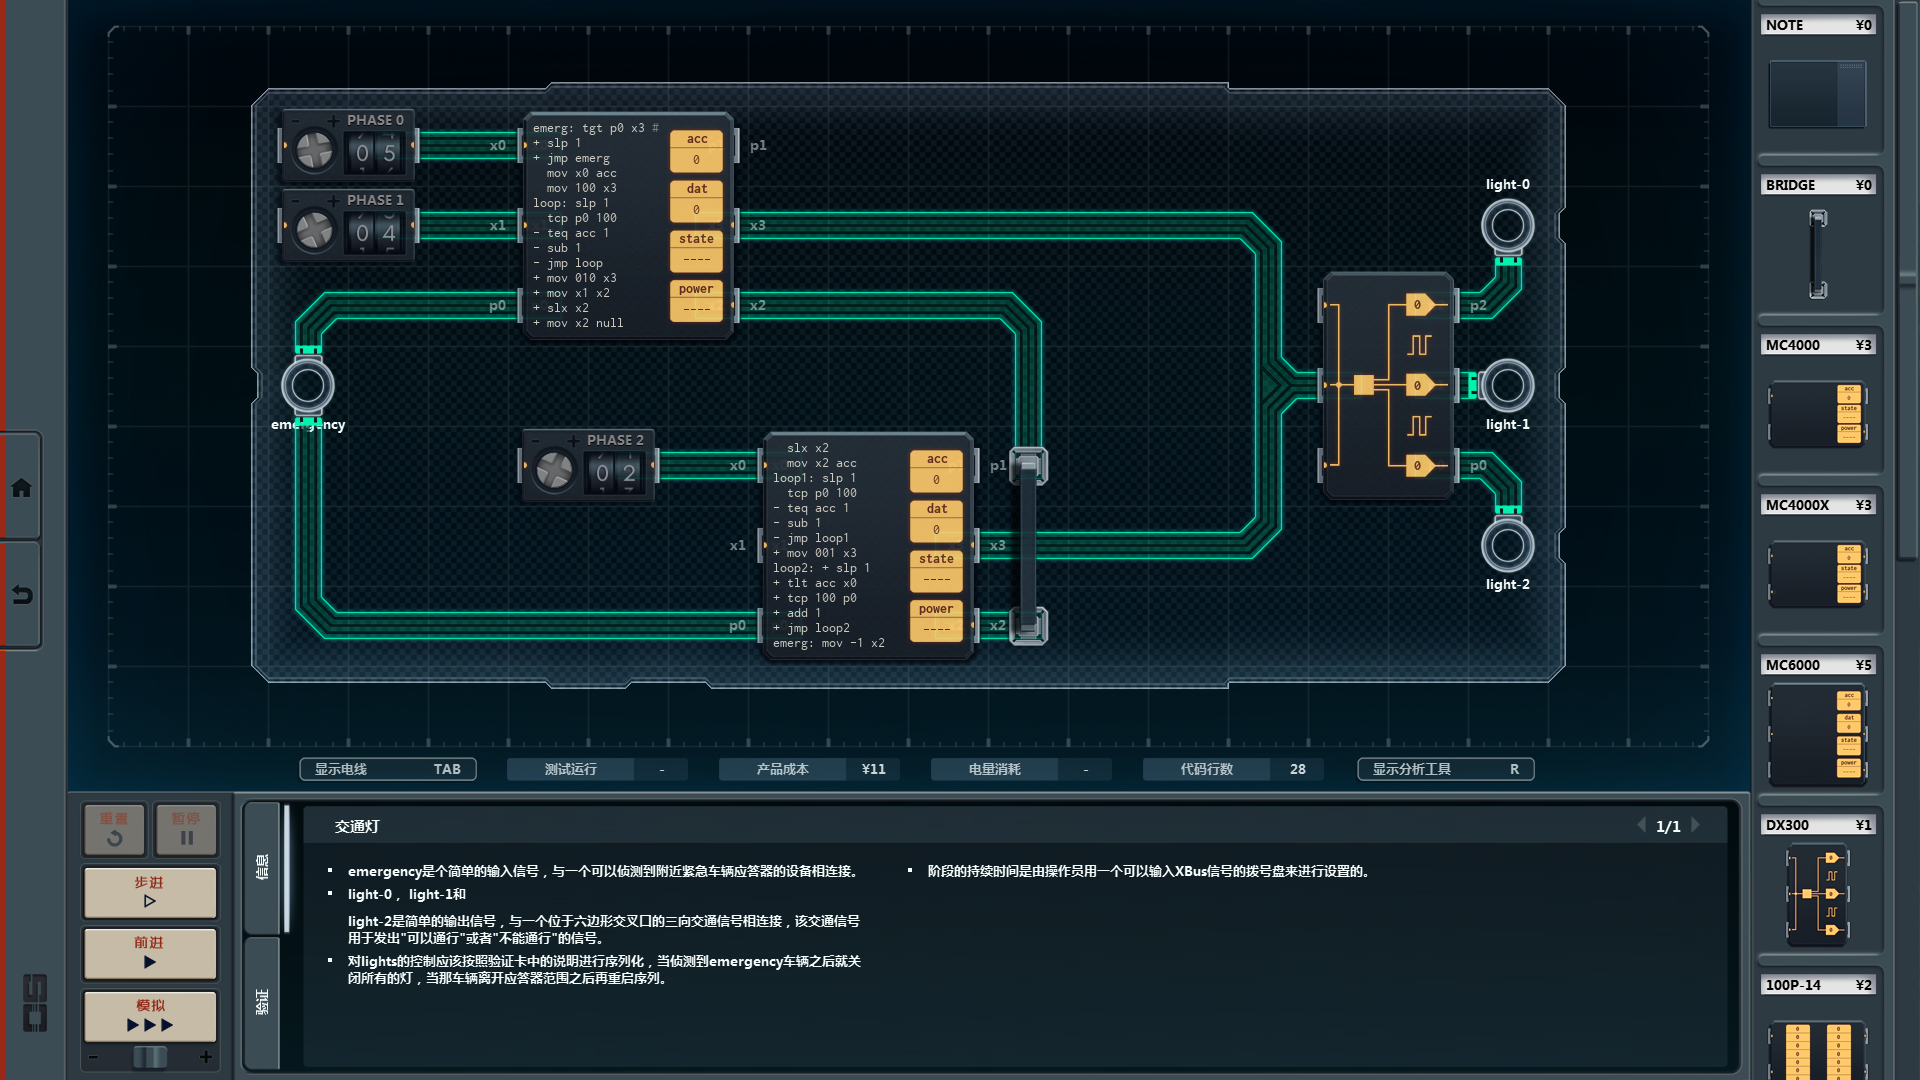 NOTE ¥0
PHASE 0
0 5
x0
emerg: tgt p0 x3 #
+ slp 1
+ jmp emerg
mov x0 acc
mov 100 x3
loop: slp 1
tcp p0 100
- teq acc 1
- sub 1
- jmp loop
+ mov 010 x3
+ mov x1 x2
+ slx x2
+ mov x2 null
acc
0
dat
0
state
----
power
----
p1
PHASE 1
0 4
x1
x3
p0
x2
light-0
BRIDGE ¥0
p2
0
0
0
light-1
p0
light-2
MC4000 ¥3
emergency
PHASE 2
0 2
x0
slx x2
mov x2 acc
loop1: slp 1
tcp p0 100
- teq acc 1
- sub 1
- jmp loop1
+ mov 001 x3
loop2: + slp 1
+ tlt acc x0
+ tcp 100 p0
+ add 1
+ jmp loop2
emerg: mov -1 x2
acc
0
dat
0
state
----
power
----
p1
x1
x3
p0
x2
MC4000X ¥3
MC6000 ¥5
DX300 ¥1
100P-14 ¥2
显示电线 TAB
测试运行 -
产品成本 ¥11
电量消耗 -
代码行数 28
显示分析工具 R
重置
暂停
步进
前进
模拟
- +
信息
验证
交通灯
1/1
▪ emergency是个简单的输入信号，与一个可以侦测到附近紧急车辆应答器的设备相连接。
▪ light-0 ，light-1和
light-2是简单的输出信号，与一个位于六边形交叉口的三向交通信号相连接，该交通信号
用于发出"可以通行"或者"不能通行"的信号。
▪ 对lights的控制应该按照验证卡中的说明进行序列化，当侦测到emergency车辆之后就关
闭所有的灯，当那车辆离开应答器范围之后再重启序列。
▪ 阶段的持续时间是由操作员用一个可以输入XBus信号的拨号盘来进行设置的。